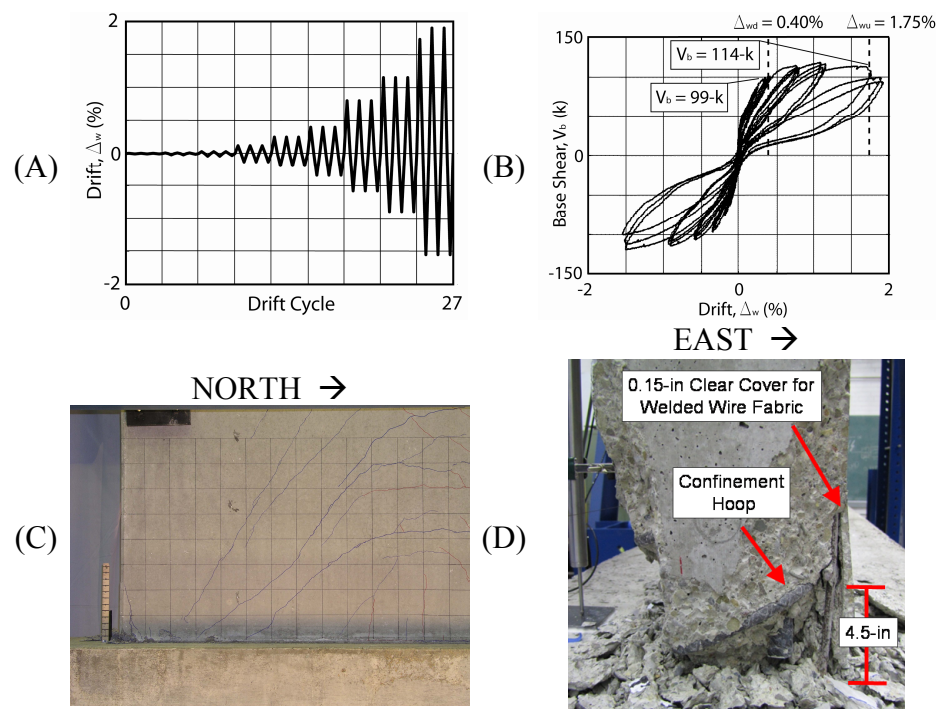 (A)
2
0
-2
Drift, Δw (%)
0
Drift Cycle
27
(B)
Δwd = 0.40%
Δwu = 1.75%
150
Vb = 114-k
Vb = 99-k
0
-150
Base Shear, Vb (k)
-2
0
2
Drift, Δw (%)
EAST →
NORTH →
(C)
(D)
0.15-in Clear Cover for
Welded Wire Fabric
Confinement
Hoop
4.5-in